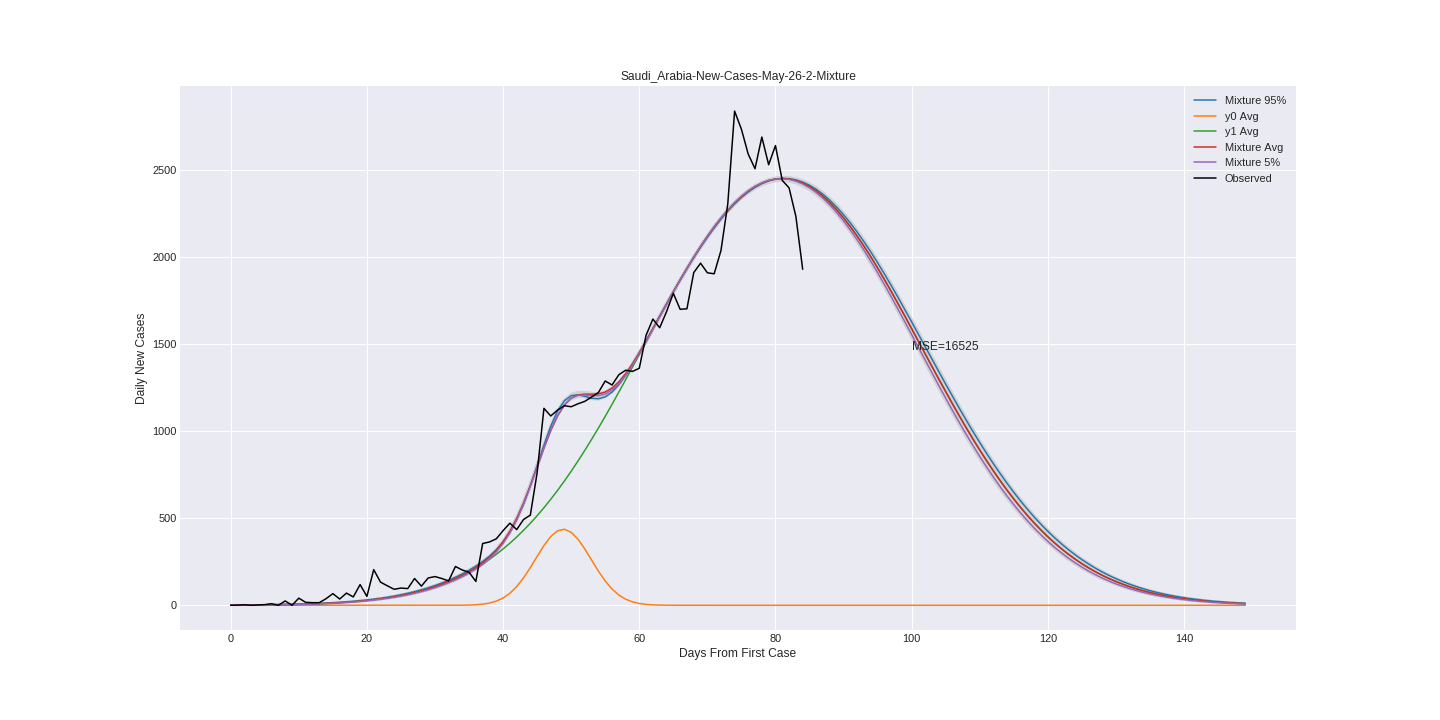 Saudi_Arabia-New-Cases-May-26-2-Mixture
Mixture 95%
y0 Avg
y1 Avg
Mixture Avg
Mixture 5%
Observed
Daily New Cases
2500
2000
1500
1000
500
0
MSE=16525
0 20 40 60 80 100 120 140
Days From First Case